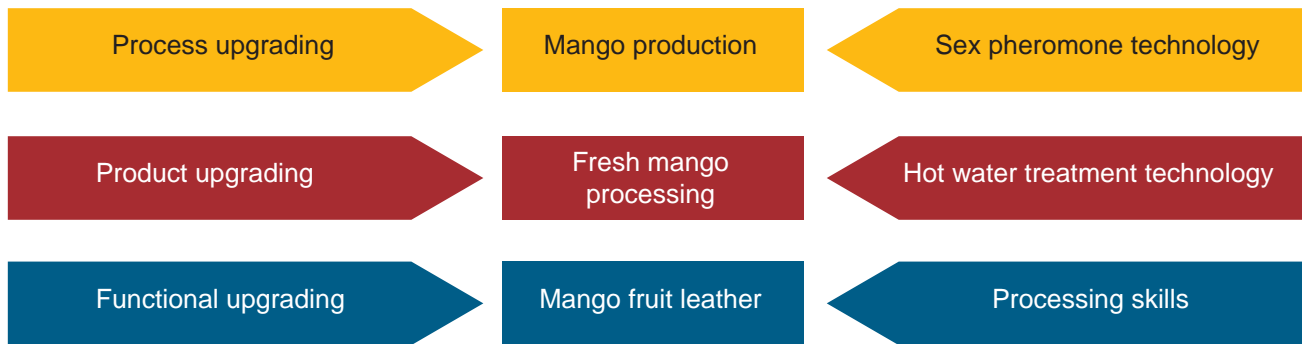 Process upgrading
Mango production
Sex pheromone technology
Product upgrading
Fresh mango
processing
Hot water treatment technology
Functional upgrading
Mango fruit leather
Processing skills